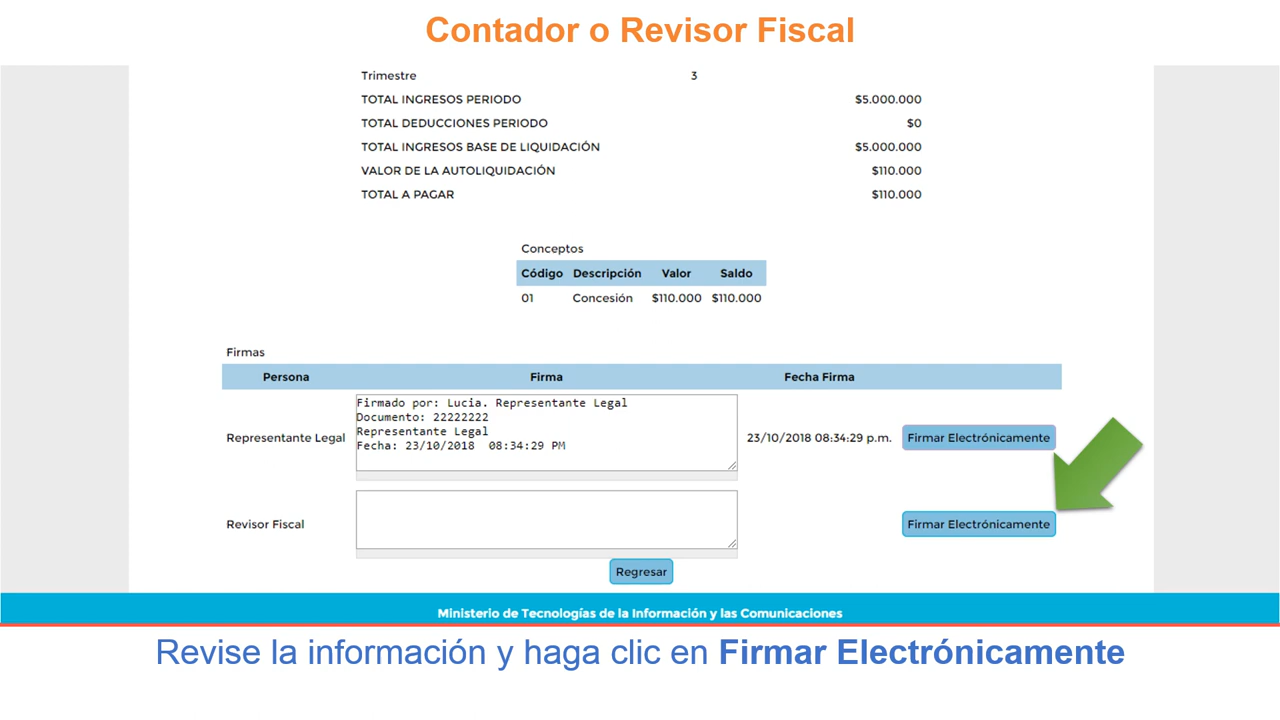 Contador o Revisor Fiscal
Trimestre 3
TOTAL INGRESOS PERIODO $5.000.000
TOTAL DEDUCCIONES PERIODO $0
TOTAL INGRESOS BASE DE LIQUIDACIÓN $5.000.000
VALOR DE LA AUTOLIQUIDACIÓN $110.000
TOTAL A PAGAR $110.000
Conceptos
Código Descripción Valor Saldo
01 Concesión $110.000 $110.000
Firmas
Persona Firma Fecha Firma
Firmado por: Lucia. Representante Legal
Documento: 22222222
Representante Legal
Fecha: 23/10/2018 08:34:29 PM
Representante Legal 23/10/2018 08:34:29 p.m. Firmar Electrónicamente
Revisor Fiscal Firmar Electrónicamente
Regresar
Ministerio de Tecnologías de la Información y las Comunicaciones
Revise la información y haga clic en Firmar Electrónicamente